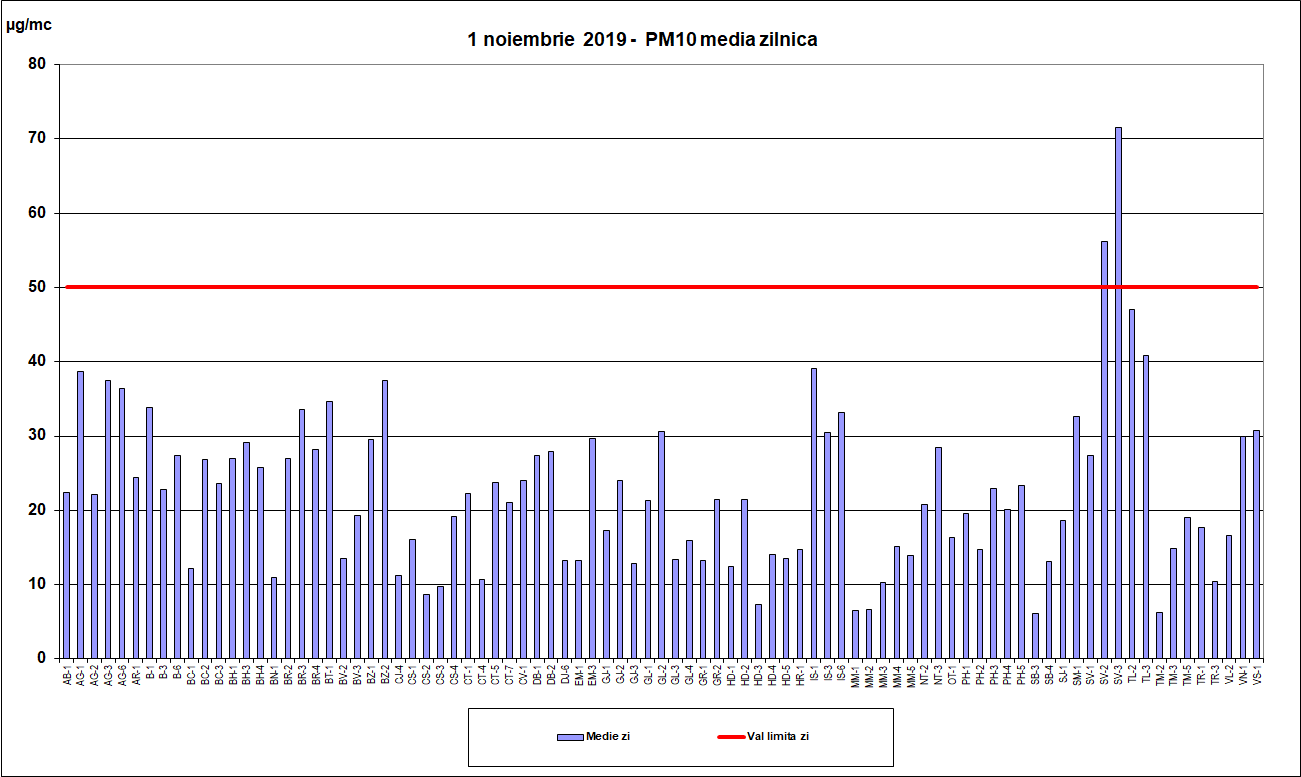 µg/mc
1 noiembrie 2019 - PM10 media zilnica
80
70
60
50
40
30
20
10
0
AB-1
AG-1
AG-2
AG-3
AG-6
AR-1
B-1
B-3
B-6
BC-1
BC-2
BC-3
BH-1
BH-3
BH-4
BN-1
BR-2
BR-3
BR-4
BT-1
BV-2
BV-3
BZ-1
BZ-2
CJ-4
CS-1
CS-2
CS-3
CS-4
CT-1
CT-4
CT-5
CT-7
CV-1
DB-1
DB-2
DJ-6
EM-1
EM-3
GJ-1
GJ-2
GJ-3
GL-1
GL-2
GL-3
GL-4
GR-1
GR-2
HD-1
HD-2
HD-3
HD-4
HD-5
HR-1
IS-1
IS-3
IS-6
MM-1
MM-2
MM-3
MM-4
MM-5
NT-2
NT-3
OT-1
PH-1
PH-2
PH-3
PH-4
PH-5
SB-3
SB-4
SJ-1
SM-1
SV-1
SV-2
SV-3
TL-2
TL-3
TM-2
TM-3
TM-5
TR-1
TR-3
VL-2
VN-1
VS-1
Medie zi
Val limita zi